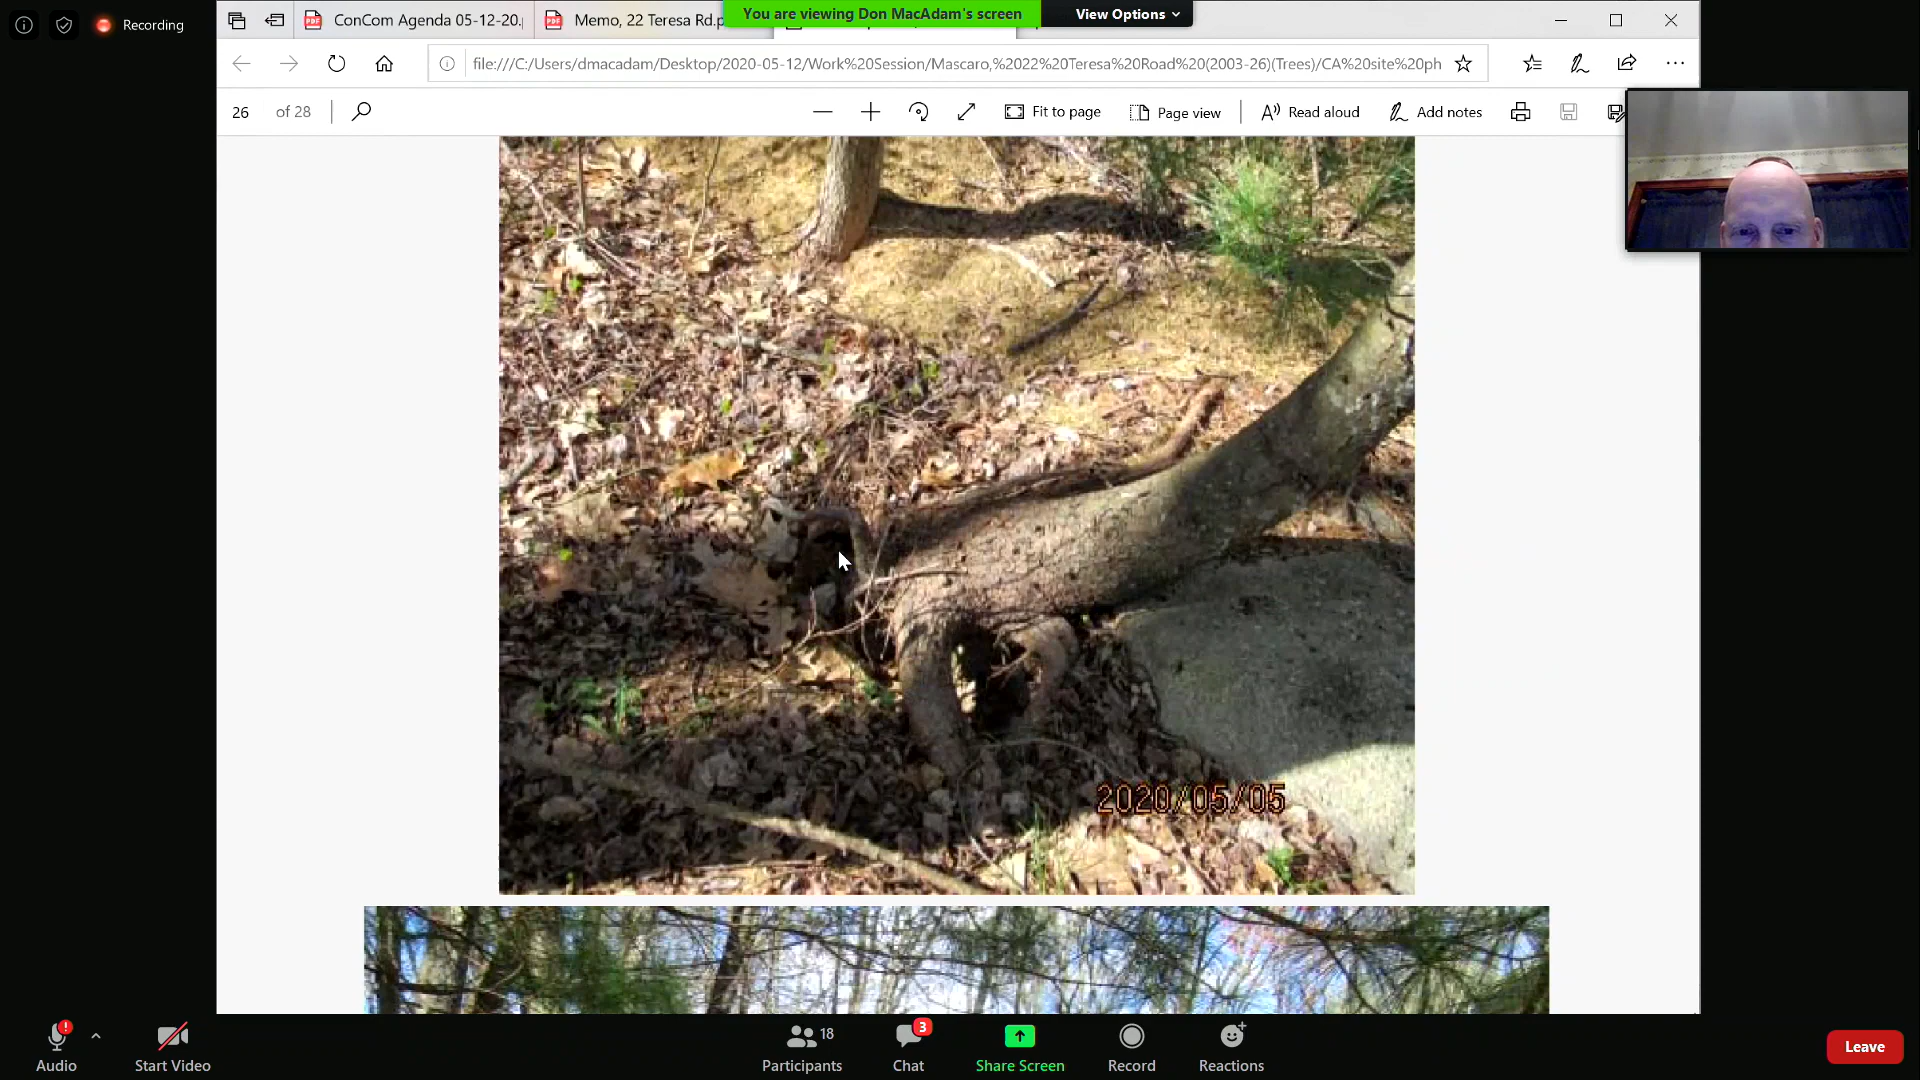 Recording
ConCom Agenda 05-12-20.
Memo, 22 Teresa Rd.p
You are viewing Don MacAdam's screen
View Options
file:///C:/Users/dmacadam/Desktop/2020-05-12/Work%20Session/Mascaro,%2022%20Teresa%20Road%20(2003-26)(Trees)/CA%20site%20ph
26 of 28
Fit to page
Page view
Read aloud
Add notes
2020/05/05
Audio
Start Video
18
Participants
3
Chat
Share Screen
Record
Reactions
Leave